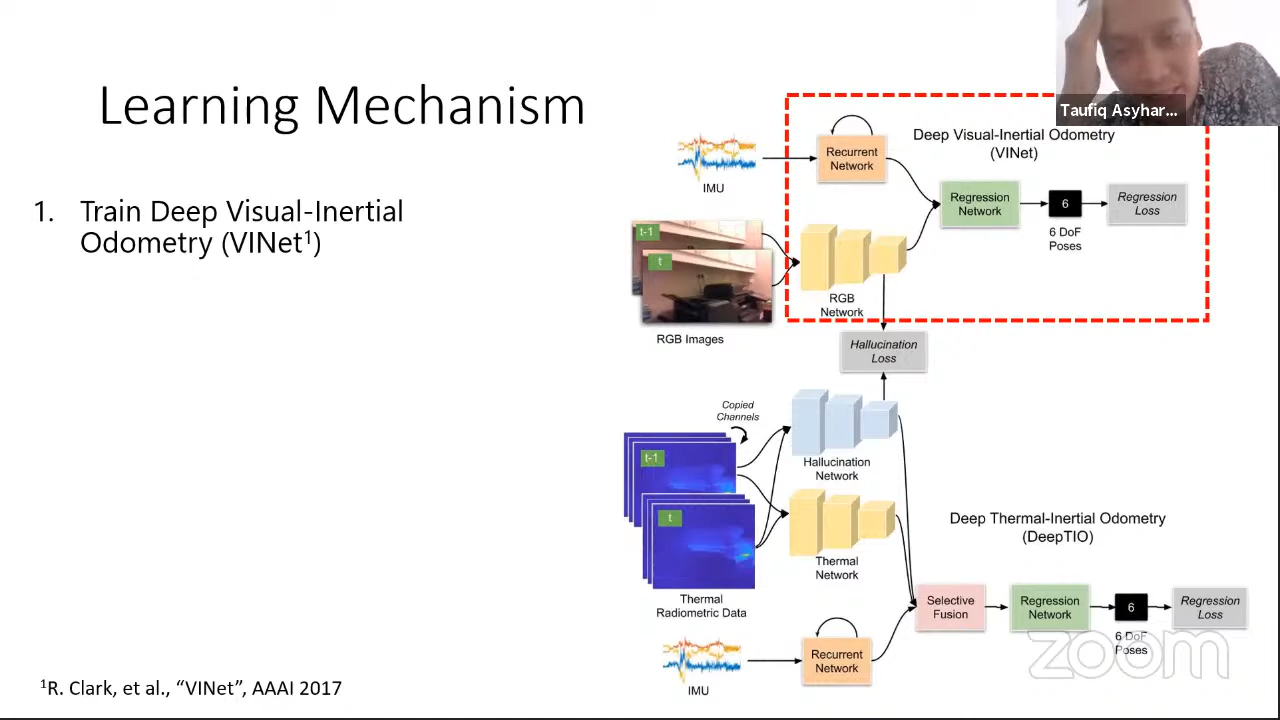 Learning Mechanism
1. Train Deep Visual-Inertial
Odometry (VINet¹)
¹R. Clark, et al., “VINet”, AAAI 2017
Taufiq Asyhar...
Deep Visual-Inertial Odometry
(VINet)
IMU
Recurrent
Network
Regression
Network
6
6 DoF
Poses
Regression
Loss
t-1
t
RGB Images
RGB
Network
Hallucination
Loss
Copied
Channels
t-1
t
Thermal
Radiometric Data
Hallucination
Network
Thermal
Network
Deep Thermal-Inertial Odometry
(DeepTIO)
IMU
Recurrent
Network
Selective
Fusion
Regression
Network
6
6 DoF
Poses
Regression
Loss
zoom